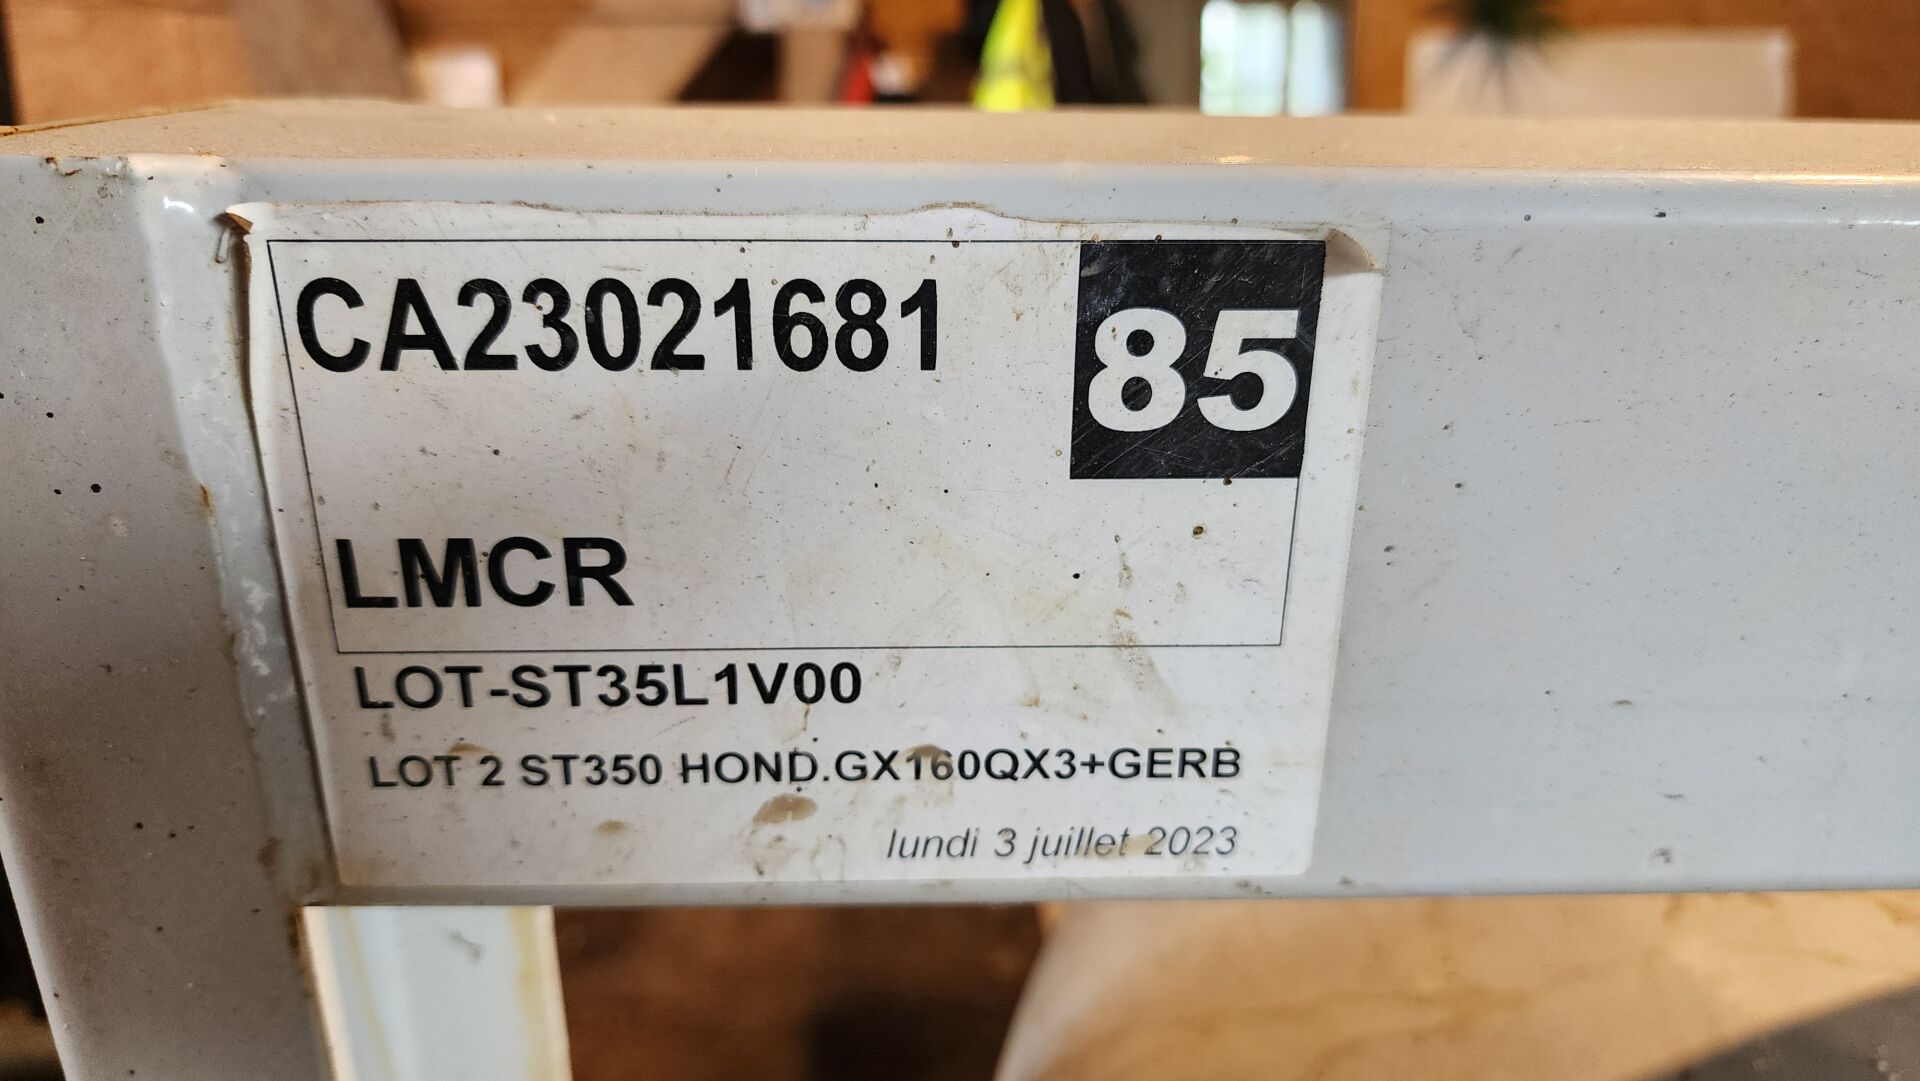 CA23021681
85
LMCR
LOT-ST35L1V00
LOT 2 ST350 HOND.GX160QX3+GERB
lundi 3 juillet 2023